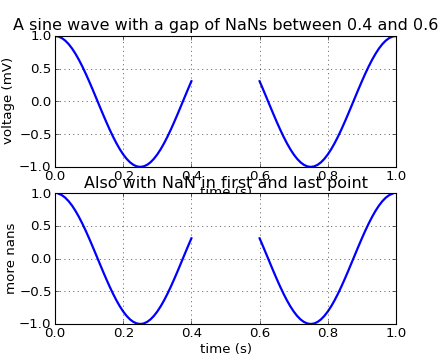 A sine wave with a gap of NaNs between 0.4 and 0.6
1.0
0.5
0.0
−0.5
−1.0
voltage (mV)
0.0 0.2 0.4 0.6 0.8 1.0
time (s)
Also with NaN in first and last point
1.0
0.5
0.0
−0.5
−1.0
more nans
0.0 0.2 0.4 0.6 0.8 1.0
time (s)